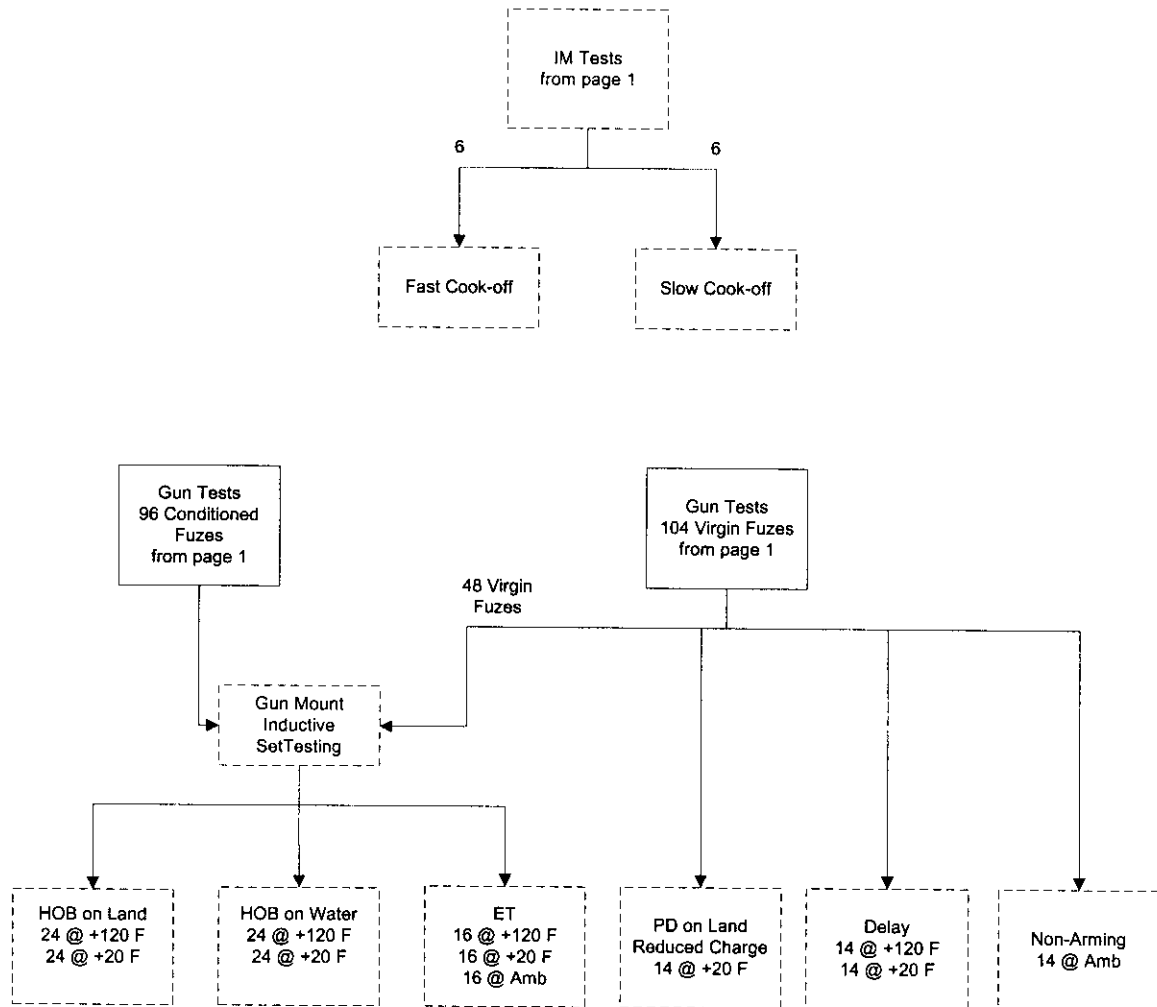 IM Tests
from page 1
6
6
Fast Cook-off
Slow Cook-off
Gun Tests
96 Conditioned
Fuzes
from page 1
Gun Tests
104 Virgin Fuzes
from page 1
48 Virgin
Fuzes
Gun Mount
Inductive
SetTesting
HOB on Land
24 @ +120 F
24 @ +20 F
HOB on Water
24 @ +120 F
24 @ +20 F
ET
16 @ +120 F
16 @ +20 F
16 @ Amb
PD on Land
Reduced Charge
14 @ +20 F
Delay
14 @ +120 F
14 @ +20 F
Non-Arming
14 @ Amb